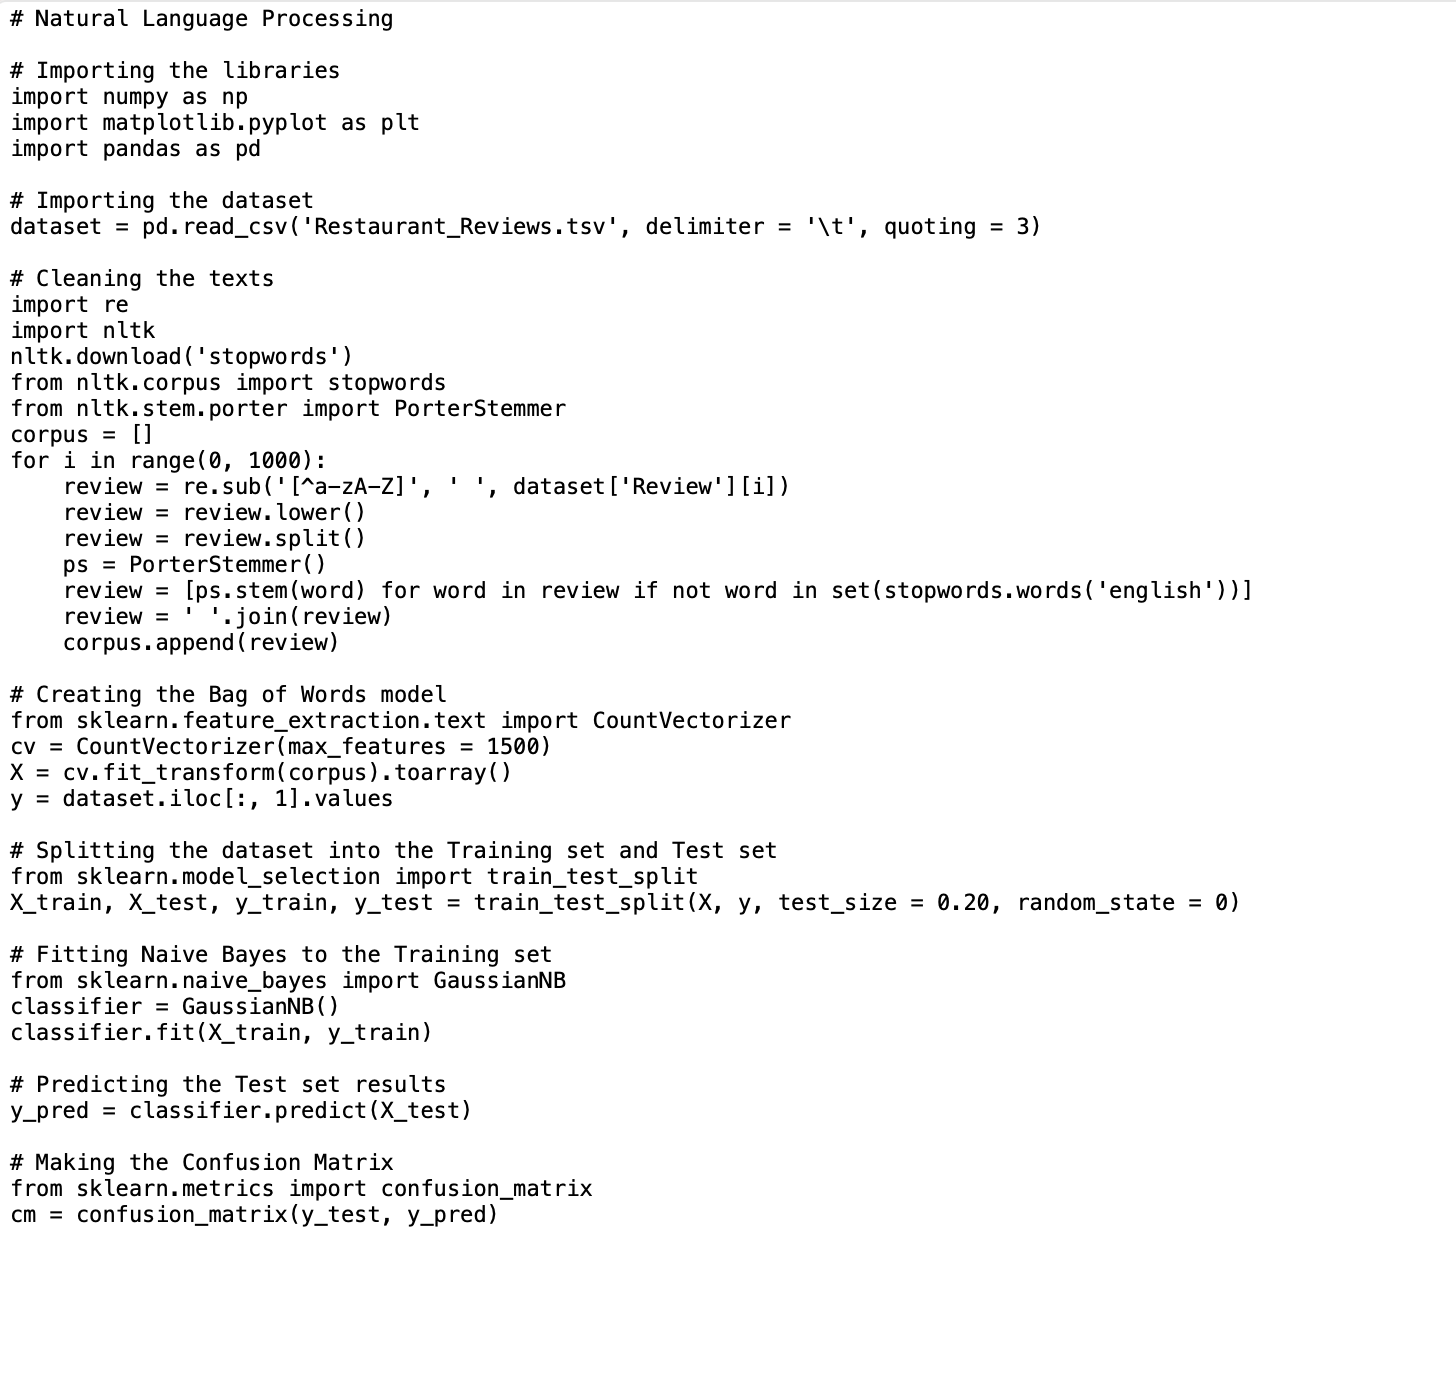 # Natural Language Processing
# Importing the libraries
import numpy as np
import matplotlib.pyplot as plt
import pandas as pd
# Importing the dataset
dataset = pd.read_csv('Restaurant_Reviews.tsv', delimiter = '\t', quoting = 3)
# Cleaning the texts
import re
import nltk
nltk.download('stopwords')
from nltk.corpus import stopwords
from nltk.stem.porter import PorterStemmer
corpus = []
for i in range(0, 1000):
    review = re.sub('[^a-zA-Z]', ' ', dataset['Review'][i])
    review = review.lower()
    review = review.split()
    ps = PorterStemmer()
    review = [ps.stem(word) for word in review if not word in set(stopwords.words('english'))]
    review = ' '.join(review)
    corpus.append(review)
# Creating the Bag of Words model
from sklearn.feature_extraction.text import CountVectorizer
cv = CountVectorizer(max_features = 1500)
X = cv.fit_transform(corpus).toarray()
y = dataset.iloc[:, 1].values
# Splitting the dataset into the Training set and Test set
from sklearn.model_selection import train_test_split
X_train, X_test, y_train, y_test = train_test_split(X, y, test_size = 0.20, random_state = 0)
# Fitting Naive Bayes to the Training set
from sklearn.naive_bayes import GaussianNB
classifier = GaussianNB()
classifier.fit(X_train, y_train)
# Predicting the Test set results
y_pred = classifier.predict(X_test)
# Making the Confusion Matrix
from sklearn.metrics import confusion_matrix
cm = confusion_matrix(y_test, y_pred)